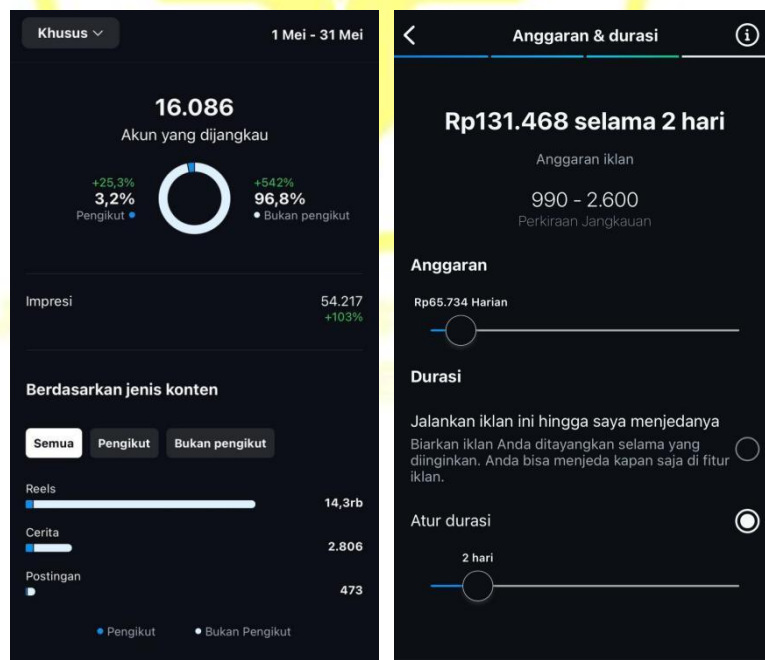 Khusus
1 Mei - 31 Mei
16.086
Akun yang dijangkau
+25,3%
3,2%
Pengikut
+542%
96,8%
Bukan pengikut
Impresi
54.217
+103%
Berdasarkan jenis konten
Semua
Pengikut
Bukan pengikut
Reels
14,3rb
Cerita
2.806
Postingan
473
Pengikut
Bukan Pengikut
Anggaran & durasi
Rp131.468 selama 2 hari
Anggaran iklan
990 - 2.600
Perkiraan Jangkauan
Anggaran
Rp65.734 Harian
Durasi
Jalankan iklan ini hingga saya menjedanya
Biarkan iklan Anda ditayangkan selama yang
diinginkan. Anda bisa menjeda kapan saja di fitur
iklan.
Atur durasi
2 hari